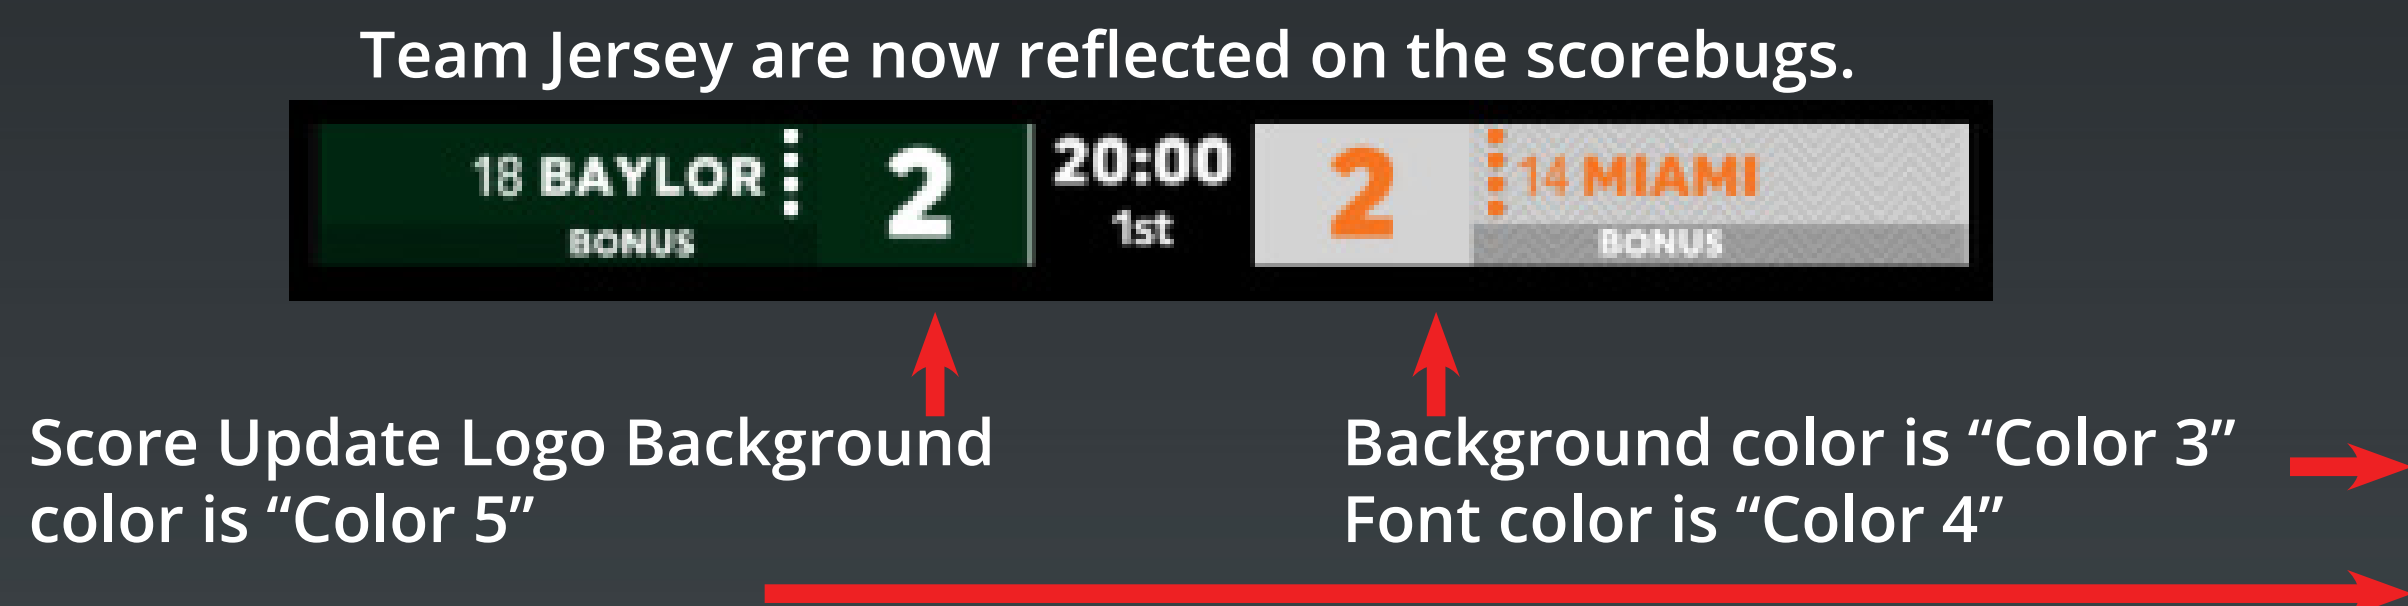 Team Jersey are now reflected on the scorebugs.
18 BAYLOR 2 20:00 2 14 MIAMI
BONUS 1st BONUS
Score Update Logo Background
color is “Color 5”
Background color is “Color 3”
Font color is “Color 4”